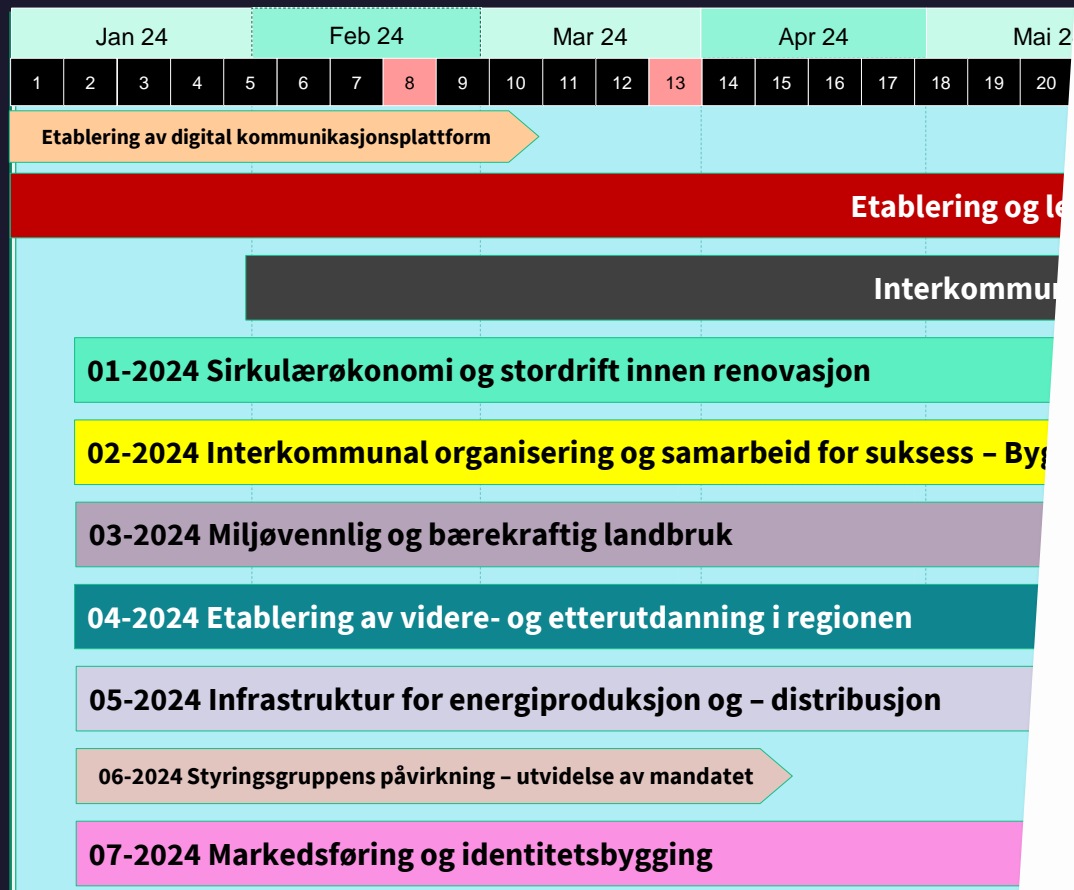 Jan 24 Feb 24 Mar 24 Apr 24 Mai
1 2 3 4 5 6 7 8 9 10 11 12 13 14 15 16 17 18 19 20
Etablering av digital kommunikasjonsplattform
Etablering og
Interkommu
01-2024 Sirkulærøkonomi og stordrift innen renovasjon
02-2024 Interkommunal organisering og samarbeid for suksess –
03-2024 Miljøvennlig og bærekraftig landbruk
04-2024 Etablering av videre- og etterutdanning i regionen
05-2024 Infrastruktur for energiproduksjon og – distribusjon
06-2024 Styringsgruppens påvirkning – utvidelse av mandatet
07-2024 Markedsføring og identitetsbygging